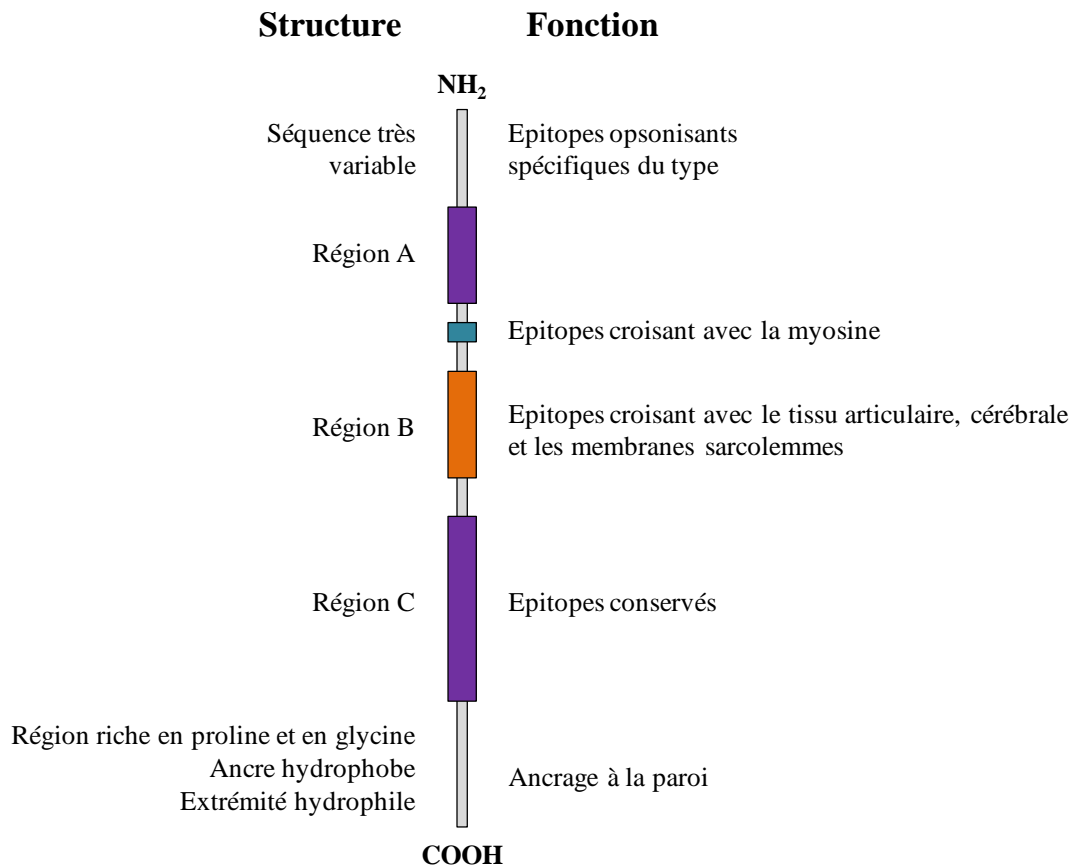 Structure
Fonction
NH2
Séquence très
variable
Epitopes opsonisants
spécifiques du type
Région A
Epitopes croisant avec la myosine
Région B
Epitopes croisant avec le tissu articulaire, cérébrale
et les membranes sarcolemmes
Région C
Epitopes conservés
Région riche en proline et en glycine
Ancre hydrophobe
Extrémité hydrophile
Ancrage à la paroi
COOH